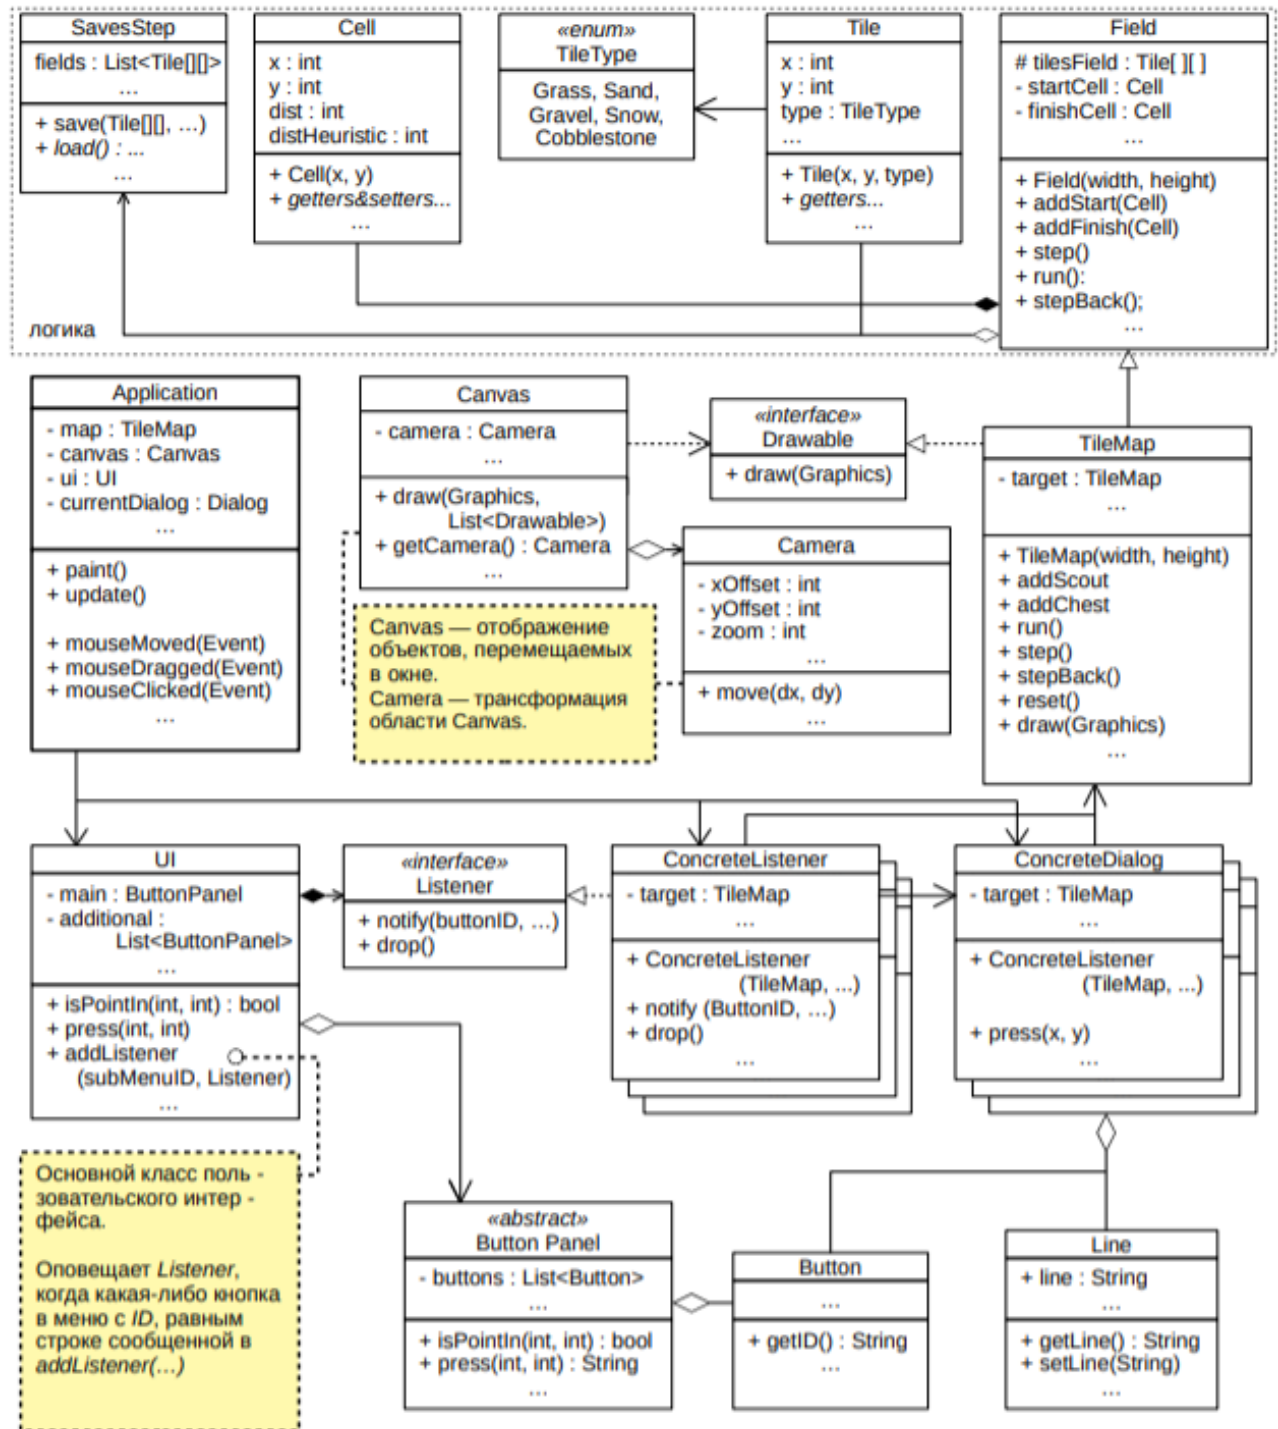 SavesStep
fields : List<Tile[][]>
...
+ save(Tile[][], ...)
+ load() : ...
...
Cell
x : int
y : int
dist : int
distHeuristic : int
+ Cell(x, y)
+ getters&setters...
...
«enum»
TileType
Grass, Sand,
Gravel, Snow,
Cobblestone
Tile
x : int
y : int
type : TileType
...
+ Tile(x, y, type)
+ getters...
...
Field
# tilesField : Tile[ ][ ]
- startCell : Cell
- finishCell : Cell
...
+ Field(width, height)
+ addStart(Cell)
+ addFinish(Cell)
+ step()
+ run():
+ stepBack();
...
логика
Application
- map : TileMap
- canvas : Canvas
- ui : UI
- currentDialog : Dialog
...
+ paint()
+ update()
+ mouseMoved(Event)
+ mouseDragged(Event)
+ mouseClicked(Event)
...
Canvas
- camera : Camera
...
+ draw(Graphics,
List<Drawable>)
+ getCamera() : Camera
...
«interface»
Drawable
+ draw(Graphics)
TileMap
- target : TileMap
...
+ TileMap(width, height)
+ addScout
+ addChest
+ run()
+ step()
+ stepBack()
+ reset()
+ draw(Graphics)
...
Camera
- xOffset : int
- yOffset : int
- zoom : int
...
+ move(dx, dy)
...
Canvas — отображение
объектов, перемещаемых
в окне.
Camera — трансформация
области Canvas.
UI
- main : ButtonPanel
- additional :
List<ButtonPanel>
...
+ isPointIn(int, int) : bool
+ press(int, int)
+ addListener
(subMenuID, Listener)
...
«interface»
Listener
+ notify(buttonID, ...)
+ drop()
ConcreteListener
- target : TileMap
...
+ ConcreteListener
(TileMap, ...)
+ notify (ButtonID, ...)
+ drop()
...
ConcreteDialog
- target : TileMap
...
+ ConcreteListener
(TileMap, ...)
+ press(x, y)
...
Основной класс поль -
зовательского интер -
фейса.
Оповещает Listener,
когда какая-либо кнопка
в меню с ID, равным
строке сообщенной в
addListener(...)
«abstract»
Button Panel
- buttons : List<Button>
...
+ isPointIn(int, int) : bool
+ press(int, int) : String
...
Button
...
+ getID() : String
...
Line
+ line : String
...
+ getLine() : String
+ setLine(String)
...